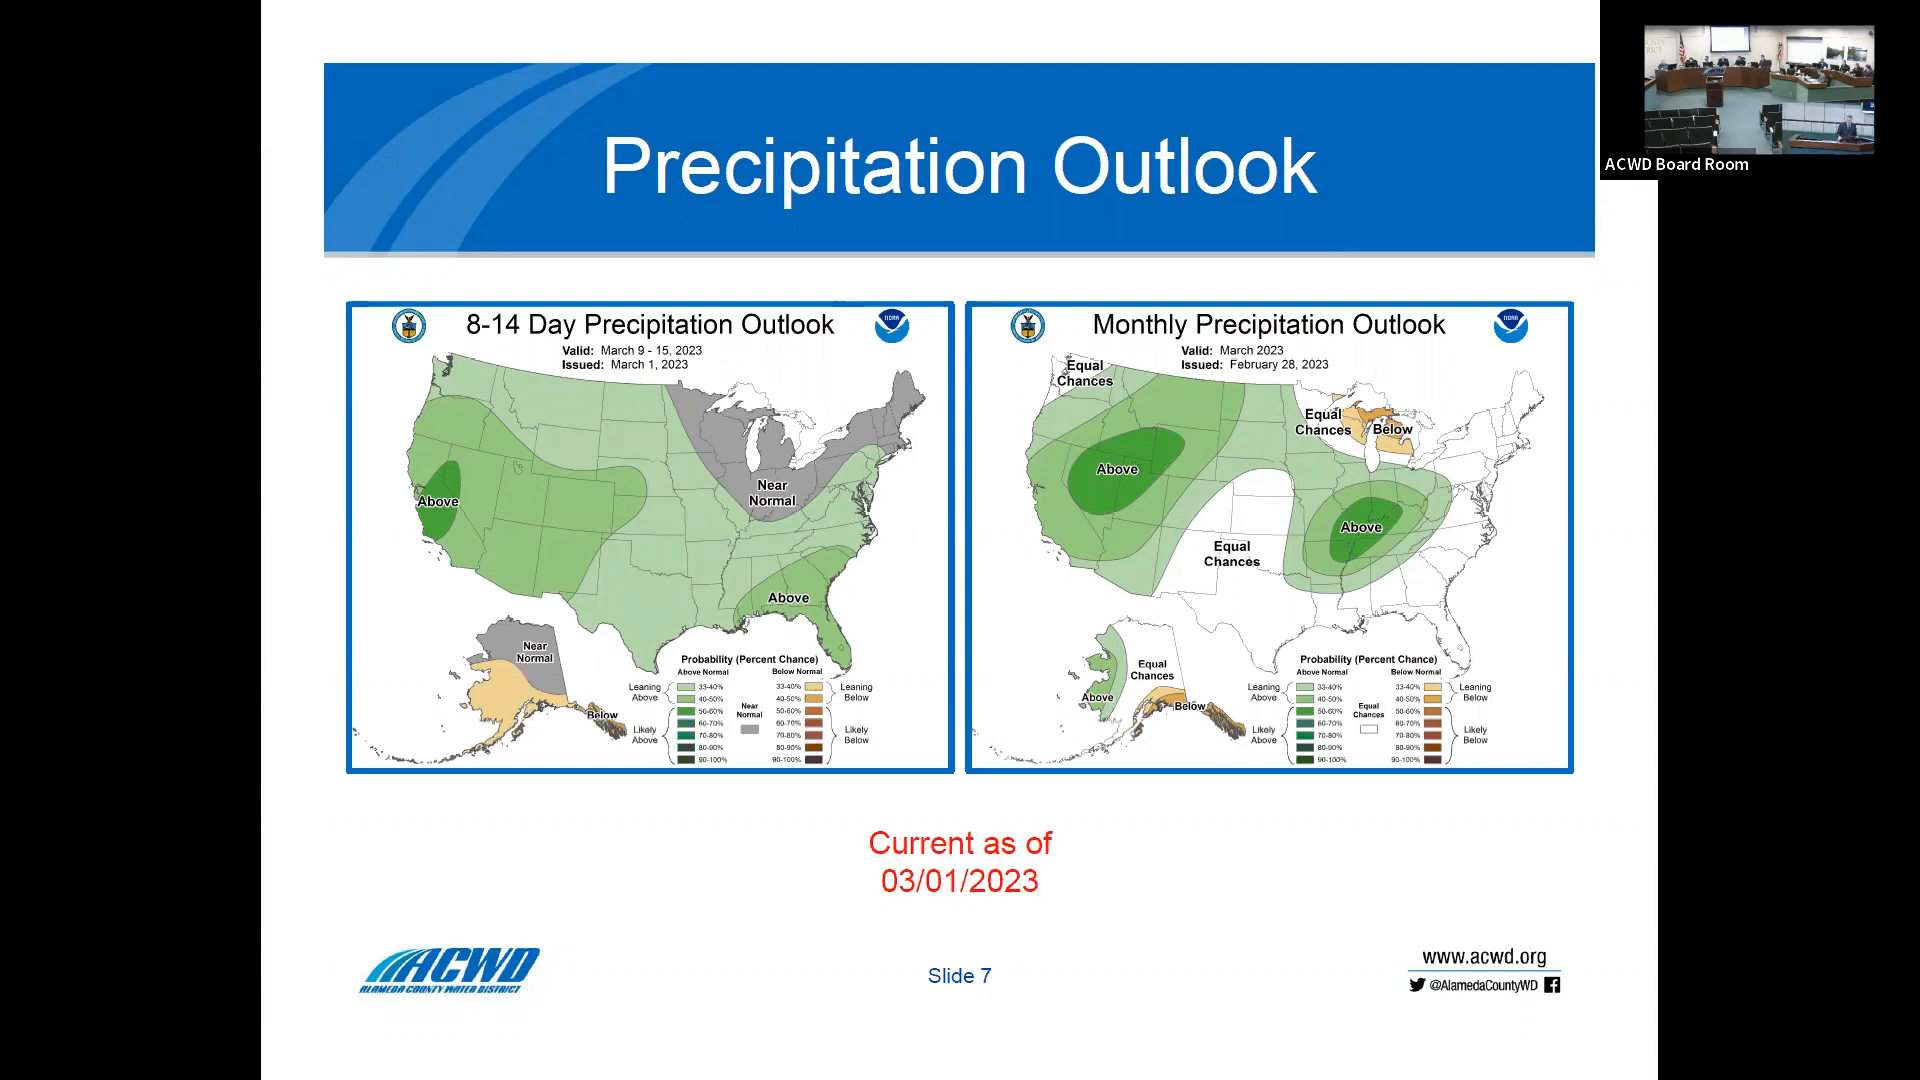 Precipitation Outlook
ACWD Board Room
8-14 Day Precipitation Outlook
Valid: March 9 - 15, 2023
Issued: March 1, 2023
NOAA
Above
Near
Normal
Above
Near
Normal
Below
Probability (Percent Chance)
Above Normal
Below Normal
Leaning
Above
33-40%
40-50%
Likely
Above
50-60%
60-70%
70-80%
80-90%
90-100%
Near
Normal
33-40%
40-50%
Leaning
Below
50-60%
60-70%
70-80%
80-90%
90-100%
Likely
Below
Monthly Precipitation Outlook
Valid: March 2023
Issued: February 28, 2023
NOAA
Equal
Chances
Equal
Chances
Below
Above
Above
Equal
Chances
Equal
Chances
Above
Below
Probability (Percent Chance)
Above Normal
Below Normal
Leaning
Above
33-40%
40-50%
Likely
Above
50-60%
60-70%
70-80%
80-90%
90-100%
Equal
Chances
33-40%
40-50%
Leaning
Below
50-60%
60-70%
70-80%
80-90%
90-100%
Likely
Below
Current as of
03/01/2023
ACWD
ALAMEDA COUNTY WATER DISTRICT
Slide 7
www.acwd.org
@AlamedaCountyWD